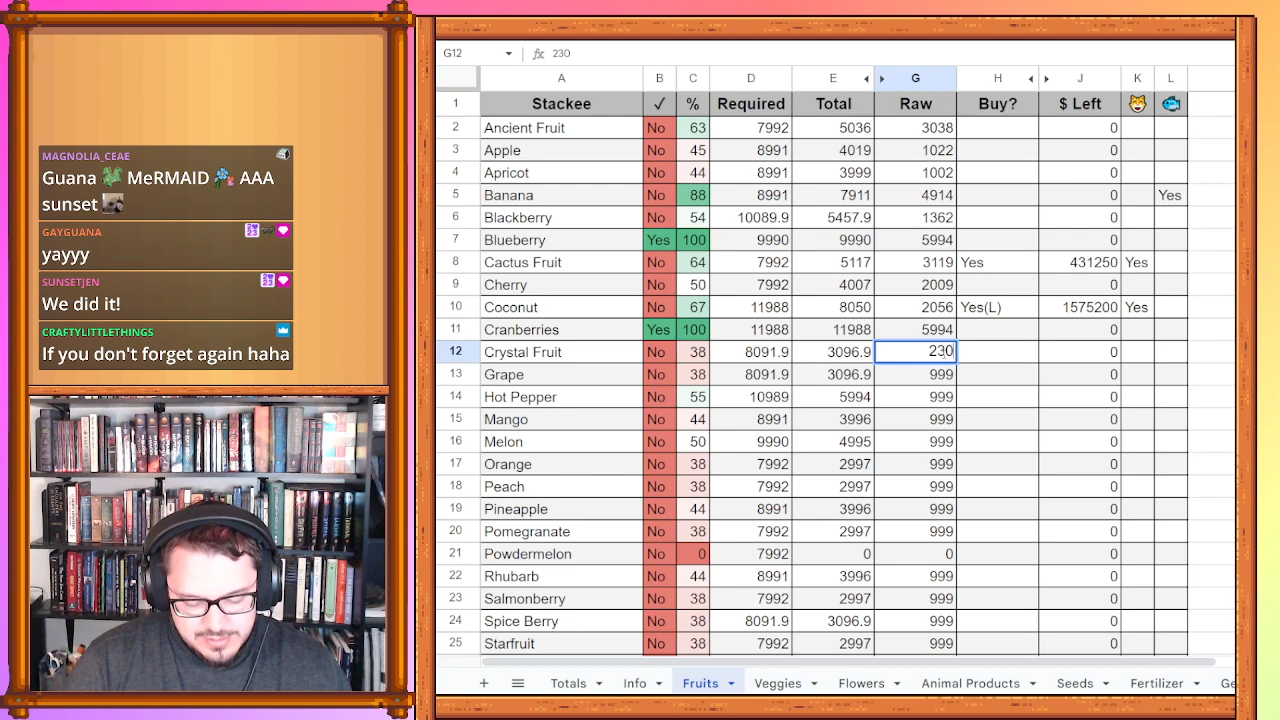 MAGNOLIA_CEAE
Guana MeRMAID AAA
sunset
GAYGUANA
yayyy
SUNSETJEN
We did it!
CRAFTYLITTLETHINGS
If you don't forget again haha
G12 fx 230
A B C D E G H J K L
1 Stackee ✓ % Required Total Raw Buy? $ Left
2 Ancient Fruit No 63 7992 5036 3038 0
3 Apple No 45 8991 4019 1022 0
4 Apricot No 44 8991 3999 1002 0
5 Banana No 88 8991 7911 4914 0 Yes
6 Blackberry No 54 10089.9 5457.9 1362 0
7 Blueberry Yes 100 9990 9990 5994 0
8 Cactus Fruit No 64 7992 5117 3119 Yes 431250 Yes
9 Cherry No 50 7992 4007 2009 0
10 Coconut No 67 11988 8050 2056 Yes(L) 1575200 Yes
11 Cranberries Yes 100 11988 11988 5994 0
12 Crystal Fruit No 38 8091.9 3096.9 230 0
13 Grape No 38 8091.9 3096.9 999 0
14 Hot Pepper No 55 10989 5994 999 0
15 Mango No 44 8991 3996 999 0
16 Melon No 50 9990 4995 999 0
17 Orange No 38 7992 2997 999 0
18 Peach No 38 7992 2997 999 0
19 Pineapple No 44 8991 3996 999 0
20 Pomegranate No 38 7992 2997 999 0
21 Powdermelon No 0 7992 0 0 0
22 Rhubarb No 44 8991 3996 999 0
23 Salmonberry No 38 7992 2997 999 0
24 Spice Berry No 38 8091.9 3096.9 999 0
25 Starfruit No 38 7992 2997 999 0
Totals Info Fruits Veggies Flowers Animal Products Seeds Fertilizer Ge